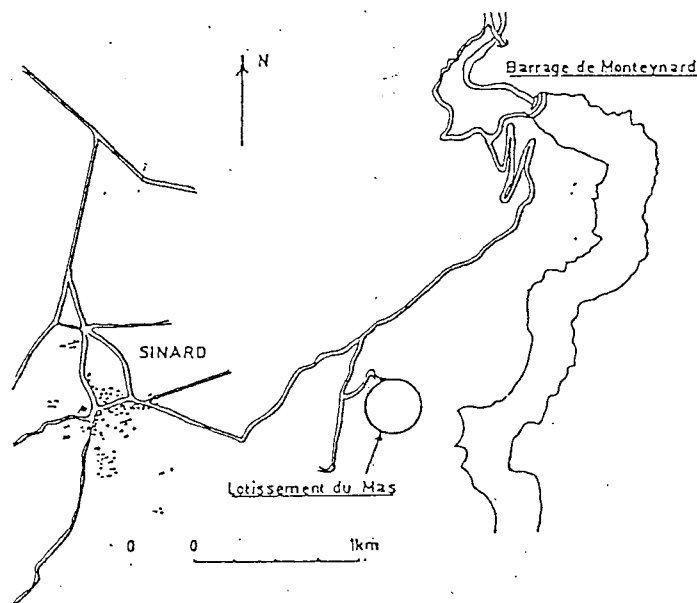 N
Barrage de Monteynard
SINARD
Lotissement du Mas
0 0 1km